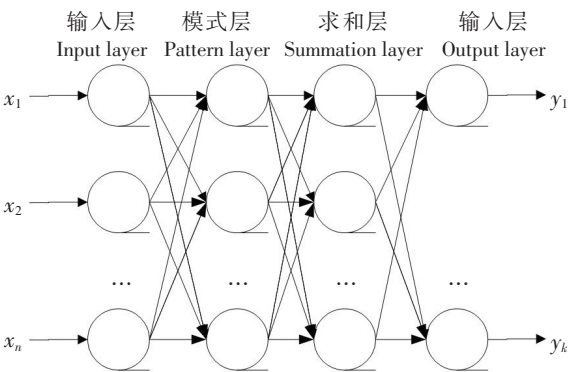 输入层 模式层 求和层 输入层
Input layer Pattern layer Summation layer Output layer
x1 y1
x2
... ... ... ...
xn yk